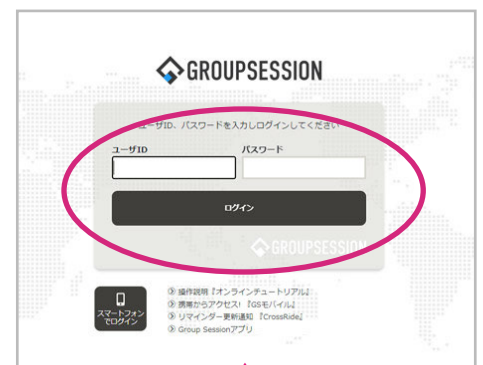 GROUPSESSION
ユーザID、パスワードを入力しログインしてください
ユーザID
パスワード
ログイン
GROUPSESSION
スマートフォン
でログイン
操作説明『オンラインチュートリアル』
携帯からアクセス!『GSモバイル』
リマインダー更新通知『CrossRide』
Group Sessionアプリ